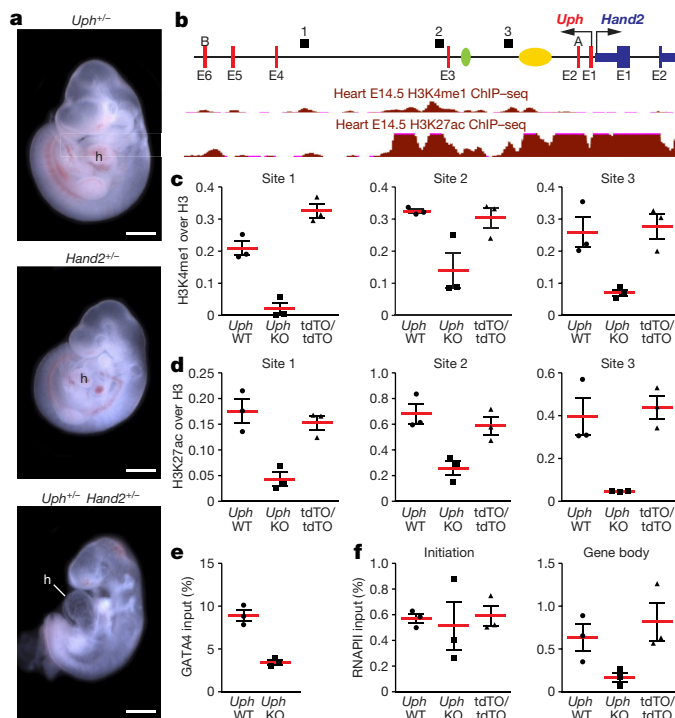 a
Uph+/−
h
Hand2+/−
h
Uph+/− Hand2+/−
h
b
Uph Hand2
B 1 2 3 A
E6 E5 E4 E3 E2 E1 E1 E2
Heart E14.5 H3K4me1 ChIP–seq
Heart E14.5 H3K27ac ChIP–seq
c
Site 1 Site 2 Site 3
H3K4me1 over H3
0.4 0.4 0.4
0.3 0.3 0.3
0.2 0.2 0.2
0.1 0.1 0.1
0 0 0
Uph Uph tdTO/ Uph Uph tdTO/ Uph Uph tdTO/
WT KO tdTO WT KO tdTO WT KO tdTO
d
Site 1 Site 2 Site 3
H3K27ac over H3
0.25 1.0 0.6
0.20 0.8
0.15 0.6 0.4
0.10 0.4 0.2
0.05 0.2
0 0 0
Uph Uph tdTO/ Uph Uph tdTO/ Uph Uph tdTO/
WT KO tdTO WT KO tdTO WT KO tdTO
e
GATA4 input (%)
15
10
5
0
Uph Uph
WT KO
f
Initiation Gene body
RNAPII input (%)
1.0 1.5
0.8
0.6 1.0
0.4 0.5
0.2
0 0
Uph Uph tdTO/ Uph Uph tdTO/
WT KO tdTO WT KO tdTO